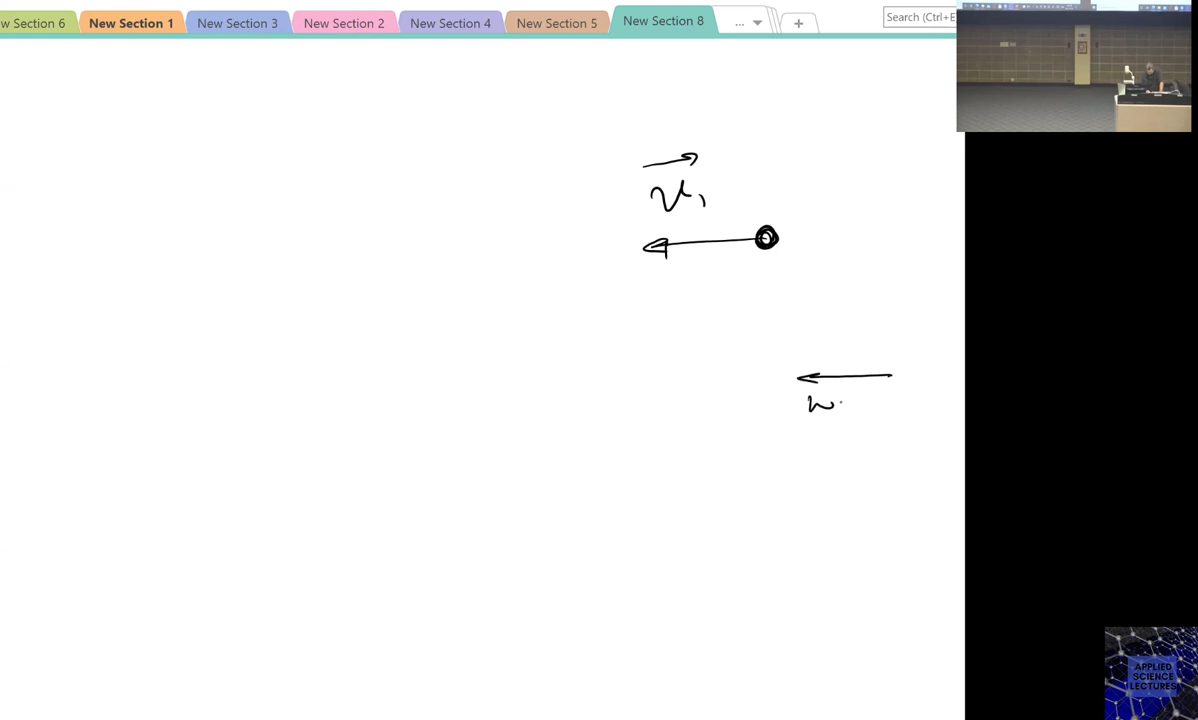 w Section 6 New Section 1 New Section 3 New Section 2 New Section 4 New Section 5 New Section 8 ... +
Search (Ctrl+E
v⃗₁
w
APPLIED
SCIENCE
LECTURES